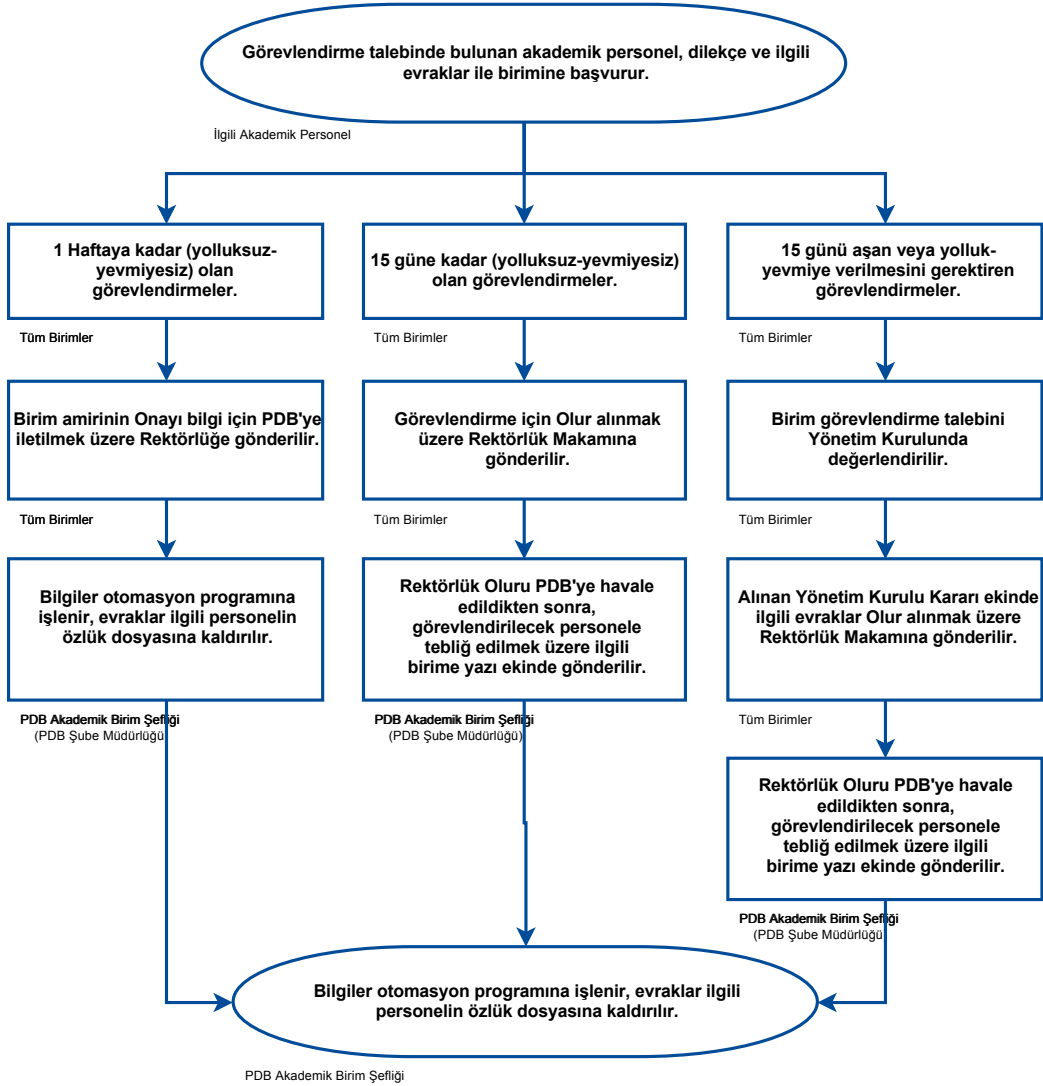 Görevlendirme talebinde bulunan akademik personel, dilekçe ve ilgili
evraklar ile birimine başvurur.
İlgili Akademik Personel
1 Haftaya kadar (yolluksuz-
yevmiyesiz) olan
görevlendirmeler.
Tüm Birimler
15 güne kadar (yolluksuz-yevmiyesiz)
olan görevlendirmeler.
Tüm Birimler
15 günü aşan veya yolluk-
yevmiye verilmesini gerektiren
görevlendirmeler.
Tüm Birimler
Birim amirinin Onayı bilgi için PDB'ye
iletilmek üzere Rektörlüğe gönderilir.
Tüm Birimler
Görevlendirme için Olur alınmak
üzere Rektörlük Makamına
gönderilir.
Tüm Birimler
Birim görevlendirme talebini
Yönetim Kurulunda
değerlendirilir.
Tüm Birimler
Bilgiler otomasyon programına
işlenir, evraklar ilgili personelin
özlük dosyasına kaldırılır.
PDB Akademik Birim Şefliği
(PDB Şube Müdürlüğü
Rektörlük Oluru PDB'ye havale
edildikten sonra,
görevlendirilecek personele
tebliğ edilmek üzere ilgili
birime yazı ekinde gönderilir.
PDB Akademik Birim Şefliği
(PDB Şube Müdürlüğü)
Alınan Yönetim Kurulu Kararı ekinde
ilgili evraklar Olur alınmak üzere
Rektörlük Makamına gönderilir.
Tüm Birimler
Rektörlük Oluru PDB'ye havale
edildikten sonra,
görevlendirilecek personele
tebliğ edilmek üzere ilgili
birime yazı ekinde gönderilir.
PDB Akademik Birim Şefliği
(PDB Şube Müdürlüğü
Bilgiler otomasyon programına işlenir, evraklar ilgili
personelin özlük dosyasına kaldırılır.
PDB Akademik Birim Şefliği